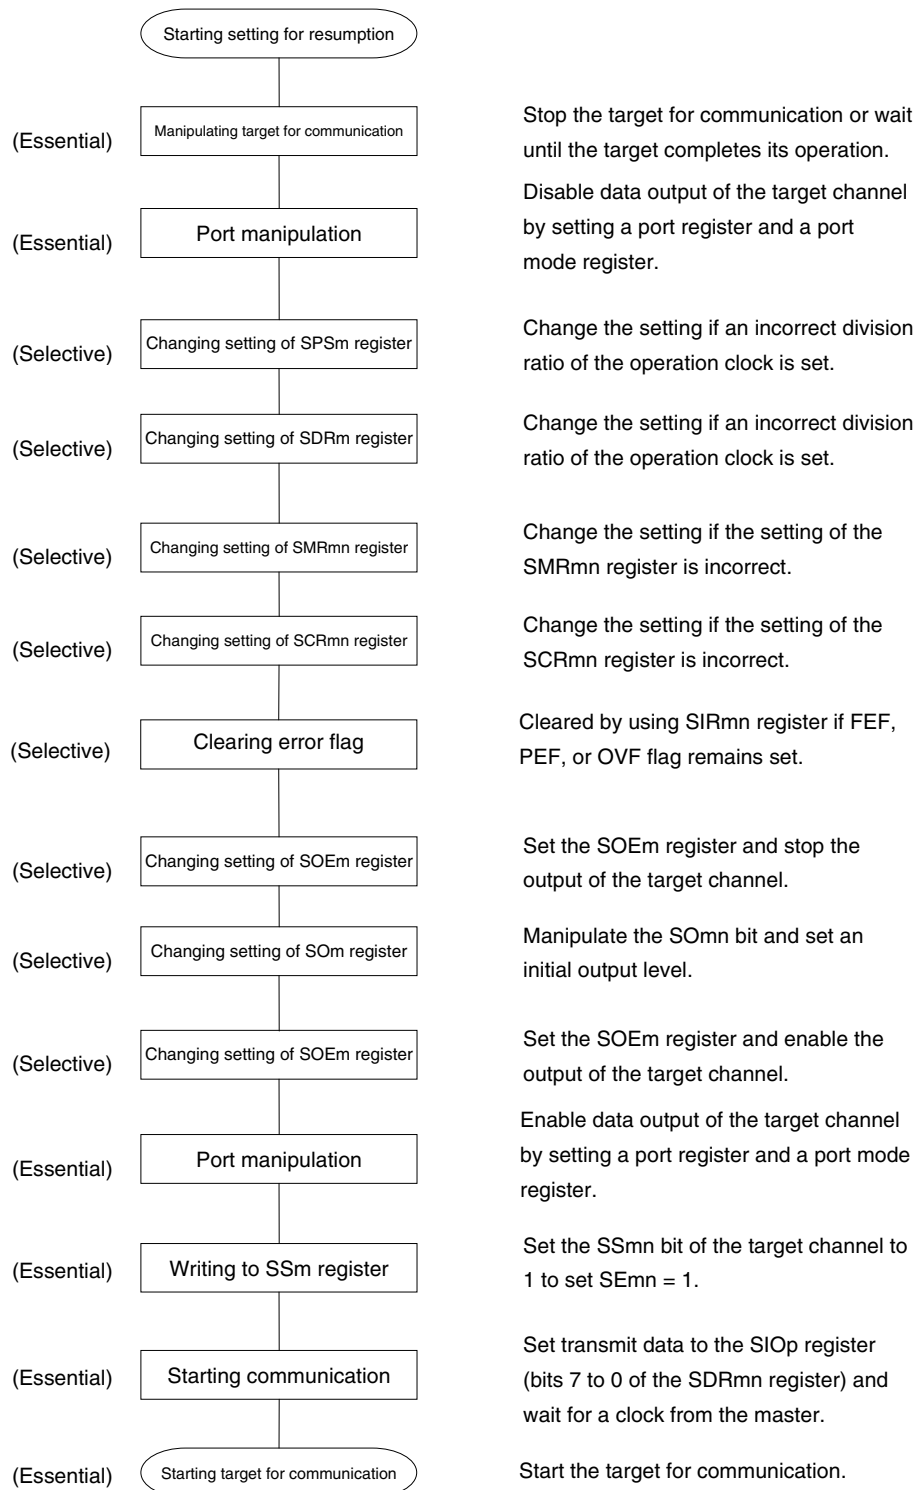 Starting setting for resumption
(Essential)
Manipulating target for communication
Stop the target for communication or wait
until the target completes its operation.
(Essential)
Port manipulation
Disable data output of the target channel
by setting a port register and a port
mode register.
(Selective)
Changing setting of SPSm register
Change the setting if an incorrect division
ratio of the operation clock is set.
(Selective)
Changing setting of SDRm register
Change the setting if an incorrect division
ratio of the operation clock is set.
(Selective)
Changing setting of SMRmn register
Change the setting if the setting of the
SMRmn register is incorrect.
(Selective)
Changing setting of SCRmn register
Change the setting if the setting of the
SCRmn register is incorrect.
(Selective)
Clearing error flag
Cleared by using SIRmn register if FEF,
PEF, or OVF flag remains set.
(Selective)
Changing setting of SOEm register
Set the SOEm register and stop the
output of the target channel.
(Selective)
Changing setting of SOm register
Manipulate the SOmn bit and set an
initial output level.
(Selective)
Changing setting of SOEm register
Set the SOEm register and enable the
output of the target channel.
(Essential)
Port manipulation
Enable data output of the target channel
by setting a port register and a port mode
register.
(Essential)
Writing to SSm register
Set the SSmn bit of the target channel to
1 to set SEmn = 1.
(Essential)
Starting communication
Set transmit data to the SIOp register
(bits 7 to 0 of the SDRmn register) and
wait for a clock from the master.
(Essential)
Starting target for communication
Start the target for communication.